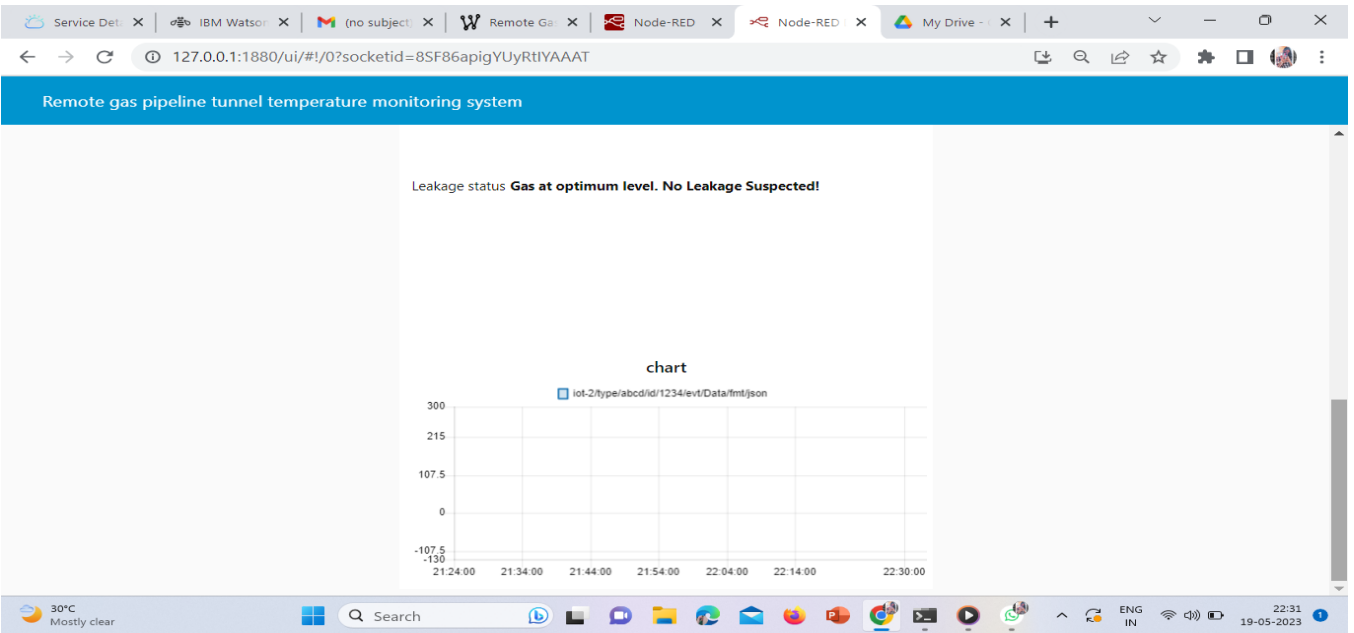 Service Det
IBM Watson
(no subject)
Remote Ga
Node-RED
Node-RED
My Drive -
127.0.0.1:1880/ui/#!/0?socketid=8SF86apigYUyRtIYAAAT
Remote gas pipeline tunnel temperature monitoring system
Leakage status Gas at optimum level. No Leakage Suspected!
chart
iot-2/type/abcd/id/1234/evt/Data/fmt/json
300
215
107.5
0
-107.5
-130
21:24:00 21:34:00 21:44:00 21:54:00 22:04:00 22:14:00 22:30:00
30°C
Mostly clear
Search
ENG
IN
22:31
19-05-2023
1